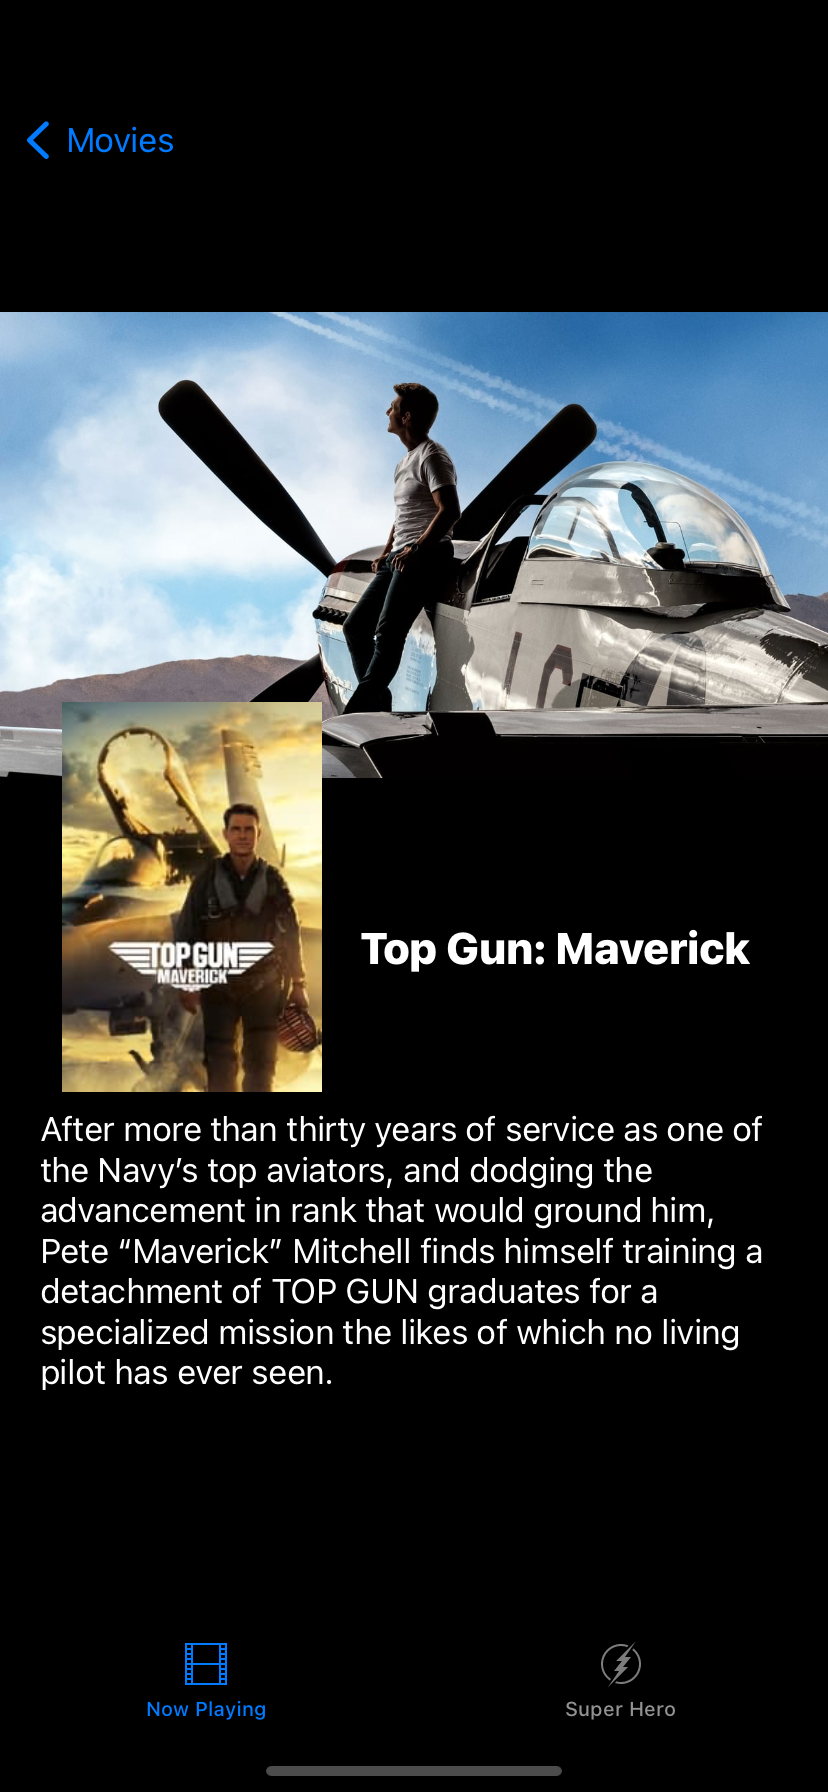 Movies
TOP GUN
MAVERICK
Top Gun: Maverick
After more than thirty years of service as one of
the Navy’s top aviators, and dodging the
advancement in rank that would ground him,
Pete “Maverick” Mitchell finds himself training a
detachment of TOP GUN graduates for a
specialized mission the likes of which no living
pilot has ever seen.
Now Playing
Super Hero